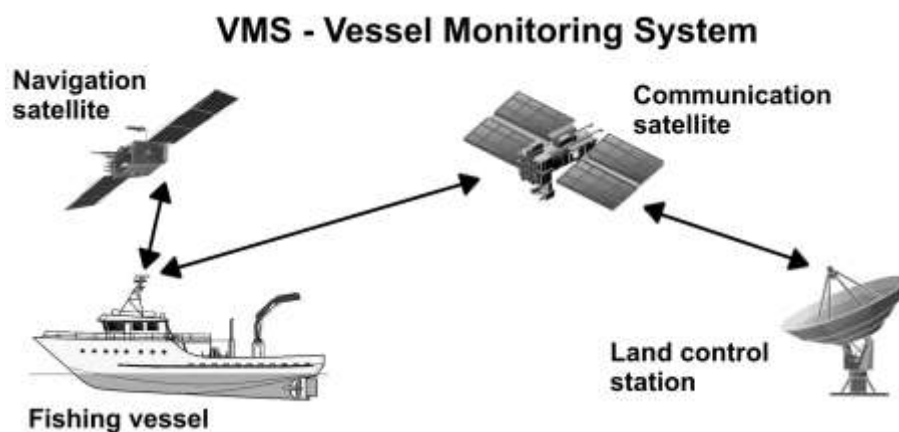 VMS - Vessel Monitoring System
Navigation
satellite
Communication
satellite
Land control
station
Fishing vessel